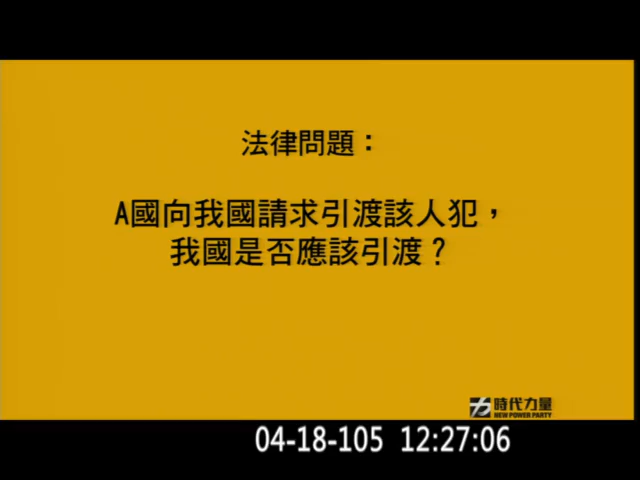 法律問題：
A國向我國請求引渡該人犯，
我國是否應該引渡？
時代力量
NEW POWER PARTY
04-18-105 12:27:06